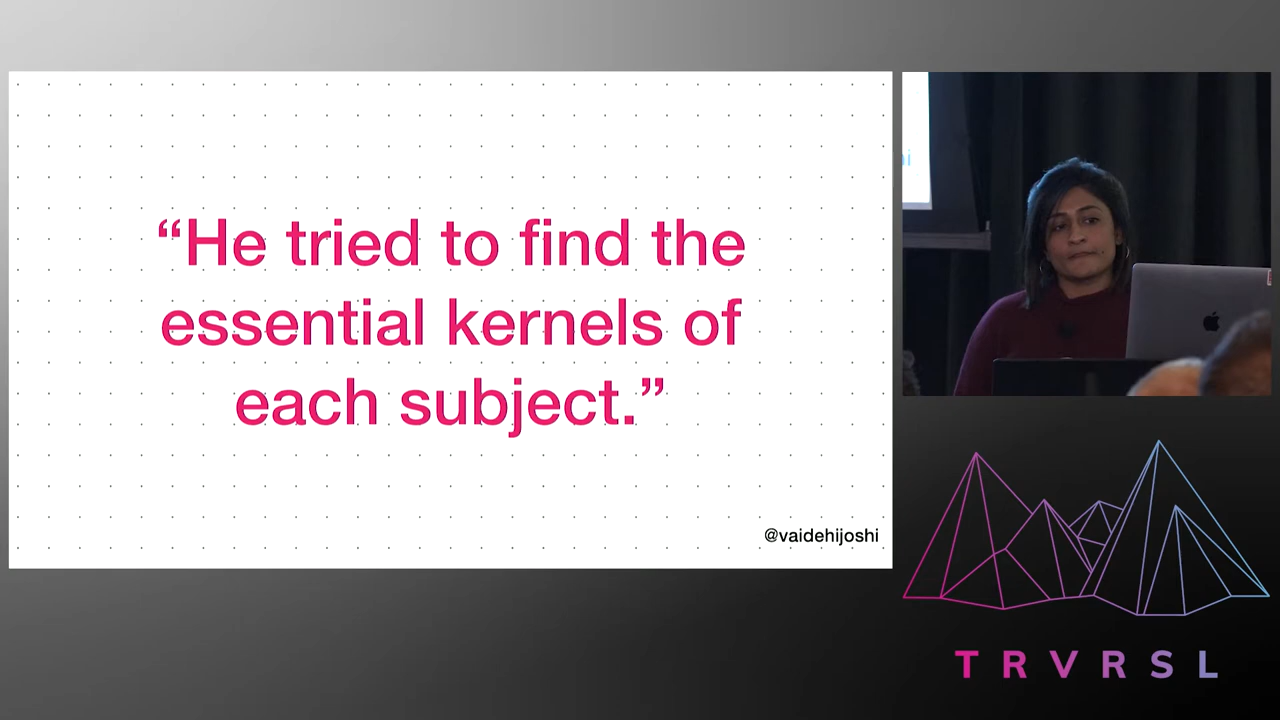 “He tried to find the
essential kernels of
each subject.”
@vaidehijoshi
TRVRSL